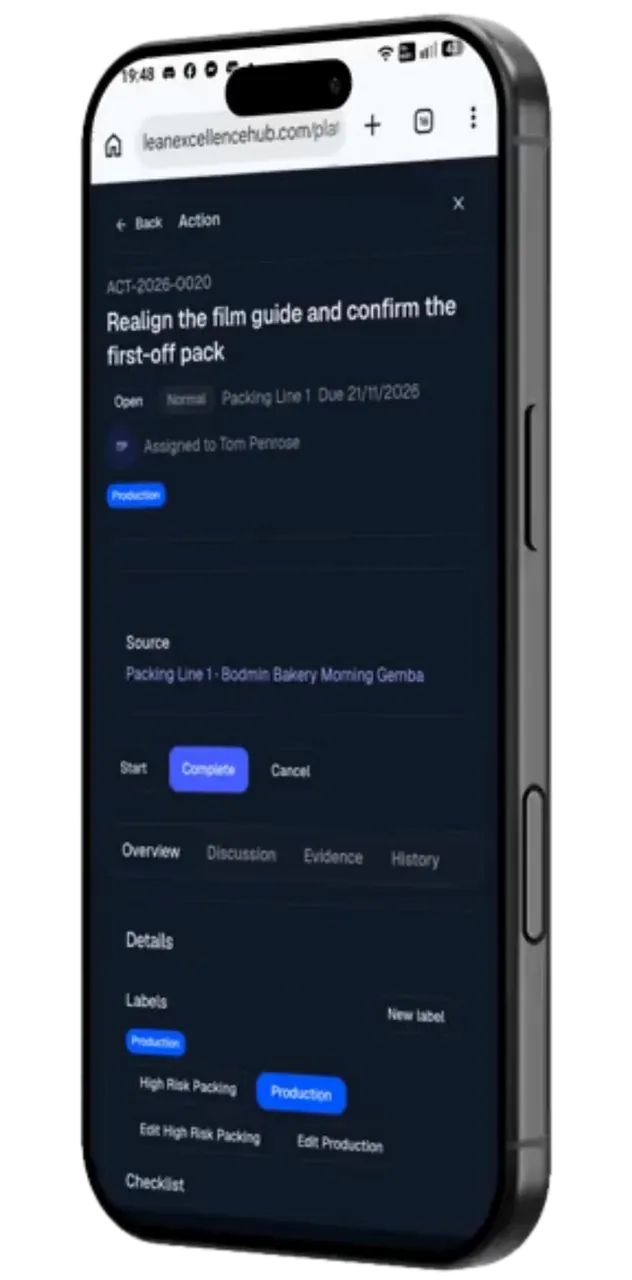 19:48
leanexcellencehub.com/pla
16
← Back Action
ACT-2026-0020
Realign the film guide and confirm the
first-off pack
Open Normal Packing Line 1 Due 21/11/2026
TP Assigned to Tom Penrose
Production
Source
Packing Line 1 · Bodmin Bakery Morning Gemba
Start Complete Cancel
Overview Discussion Evidence History
Details
Labels New label
Production
High Risk Packing Production
Edit High Risk Packing Edit Production
Checklist